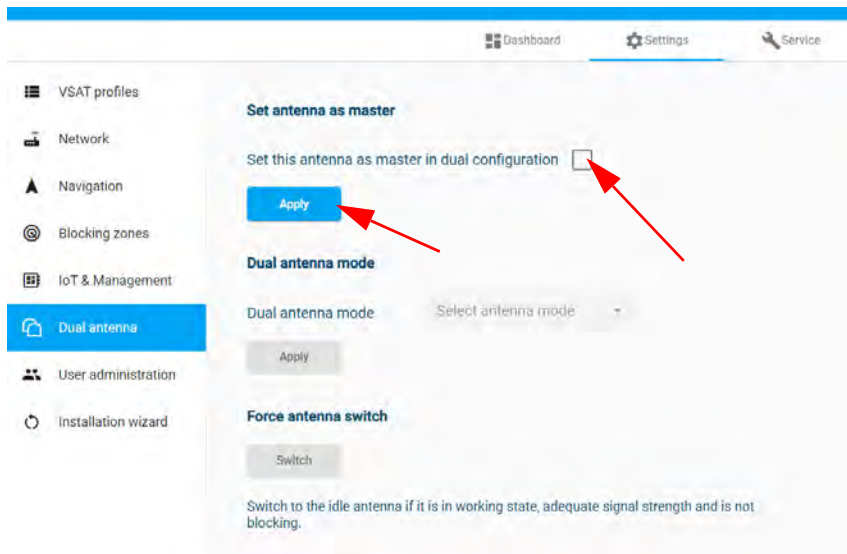 Dashboard
Settings
Service
VSAT profiles
Network
Navigation
Blocking zones
IoT & Management
Dual antenna
User administration
Installation wizard
Set antenna as master
Set this antenna as master in dual configuration
Apply
Dual antenna mode
Dual antenna mode
Select antenna mode
Apply
Force antenna switch
Switch
Switch to the idle antenna if it is in working state, adequate signal strength and is not
blocking.